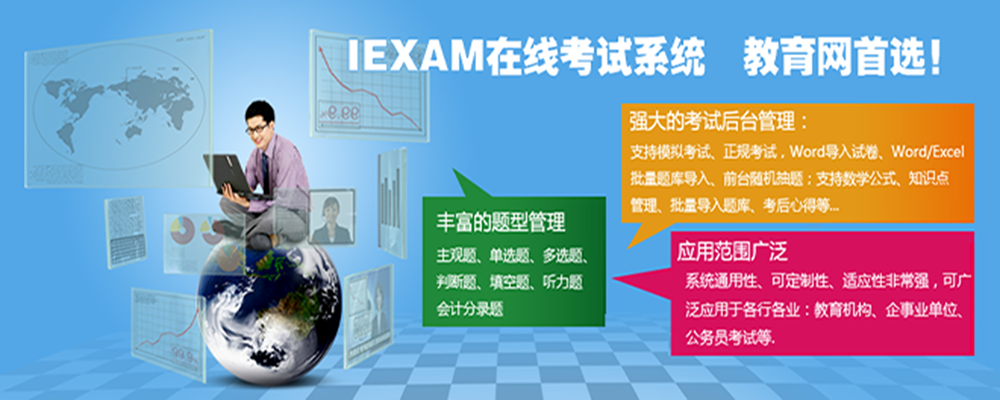 IEXAM在线考试系统 教育网首选!
强大的考试后台管理:
支持模拟考试、正规考试,Word导入试卷、Word/Excel
批量题库导入、前台随机抽题;支持数学公式、知识点
管理、批量导入题库、考后心得等...
丰富的题型管理
主观题、单选题、多选题、
判断题、填空题、听力题
会计分录题
应用范围广泛
系统通用性、可定制性、适应性非常强,可广
泛应用于各行各业:教育机构、企事业单位、
公务员考试等.